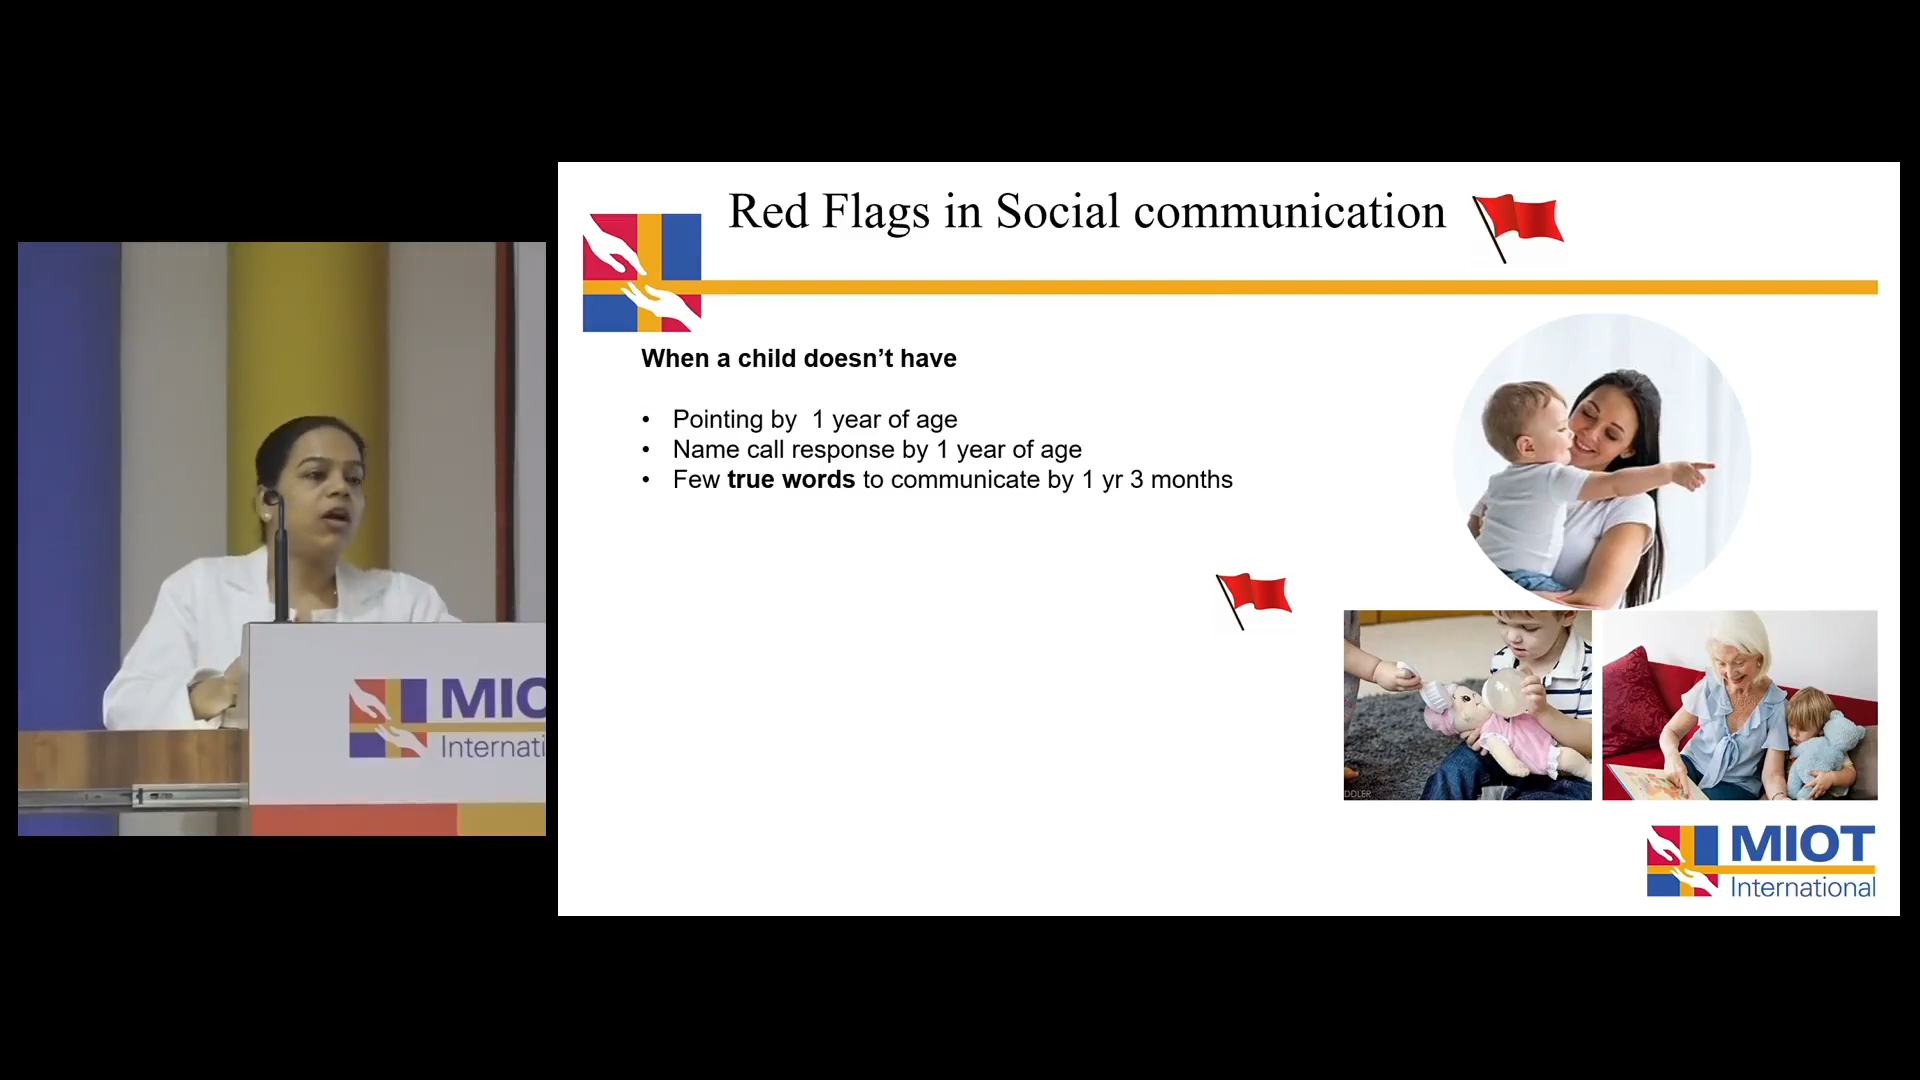 Red Flags in Social communication
When a child doesn’t have
• Pointing by 1 year of age
• Name call response by 1 year of age
• Few true words to communicate by 1 yr 3 months
MIO
Internati
DDLER
MIOT
International